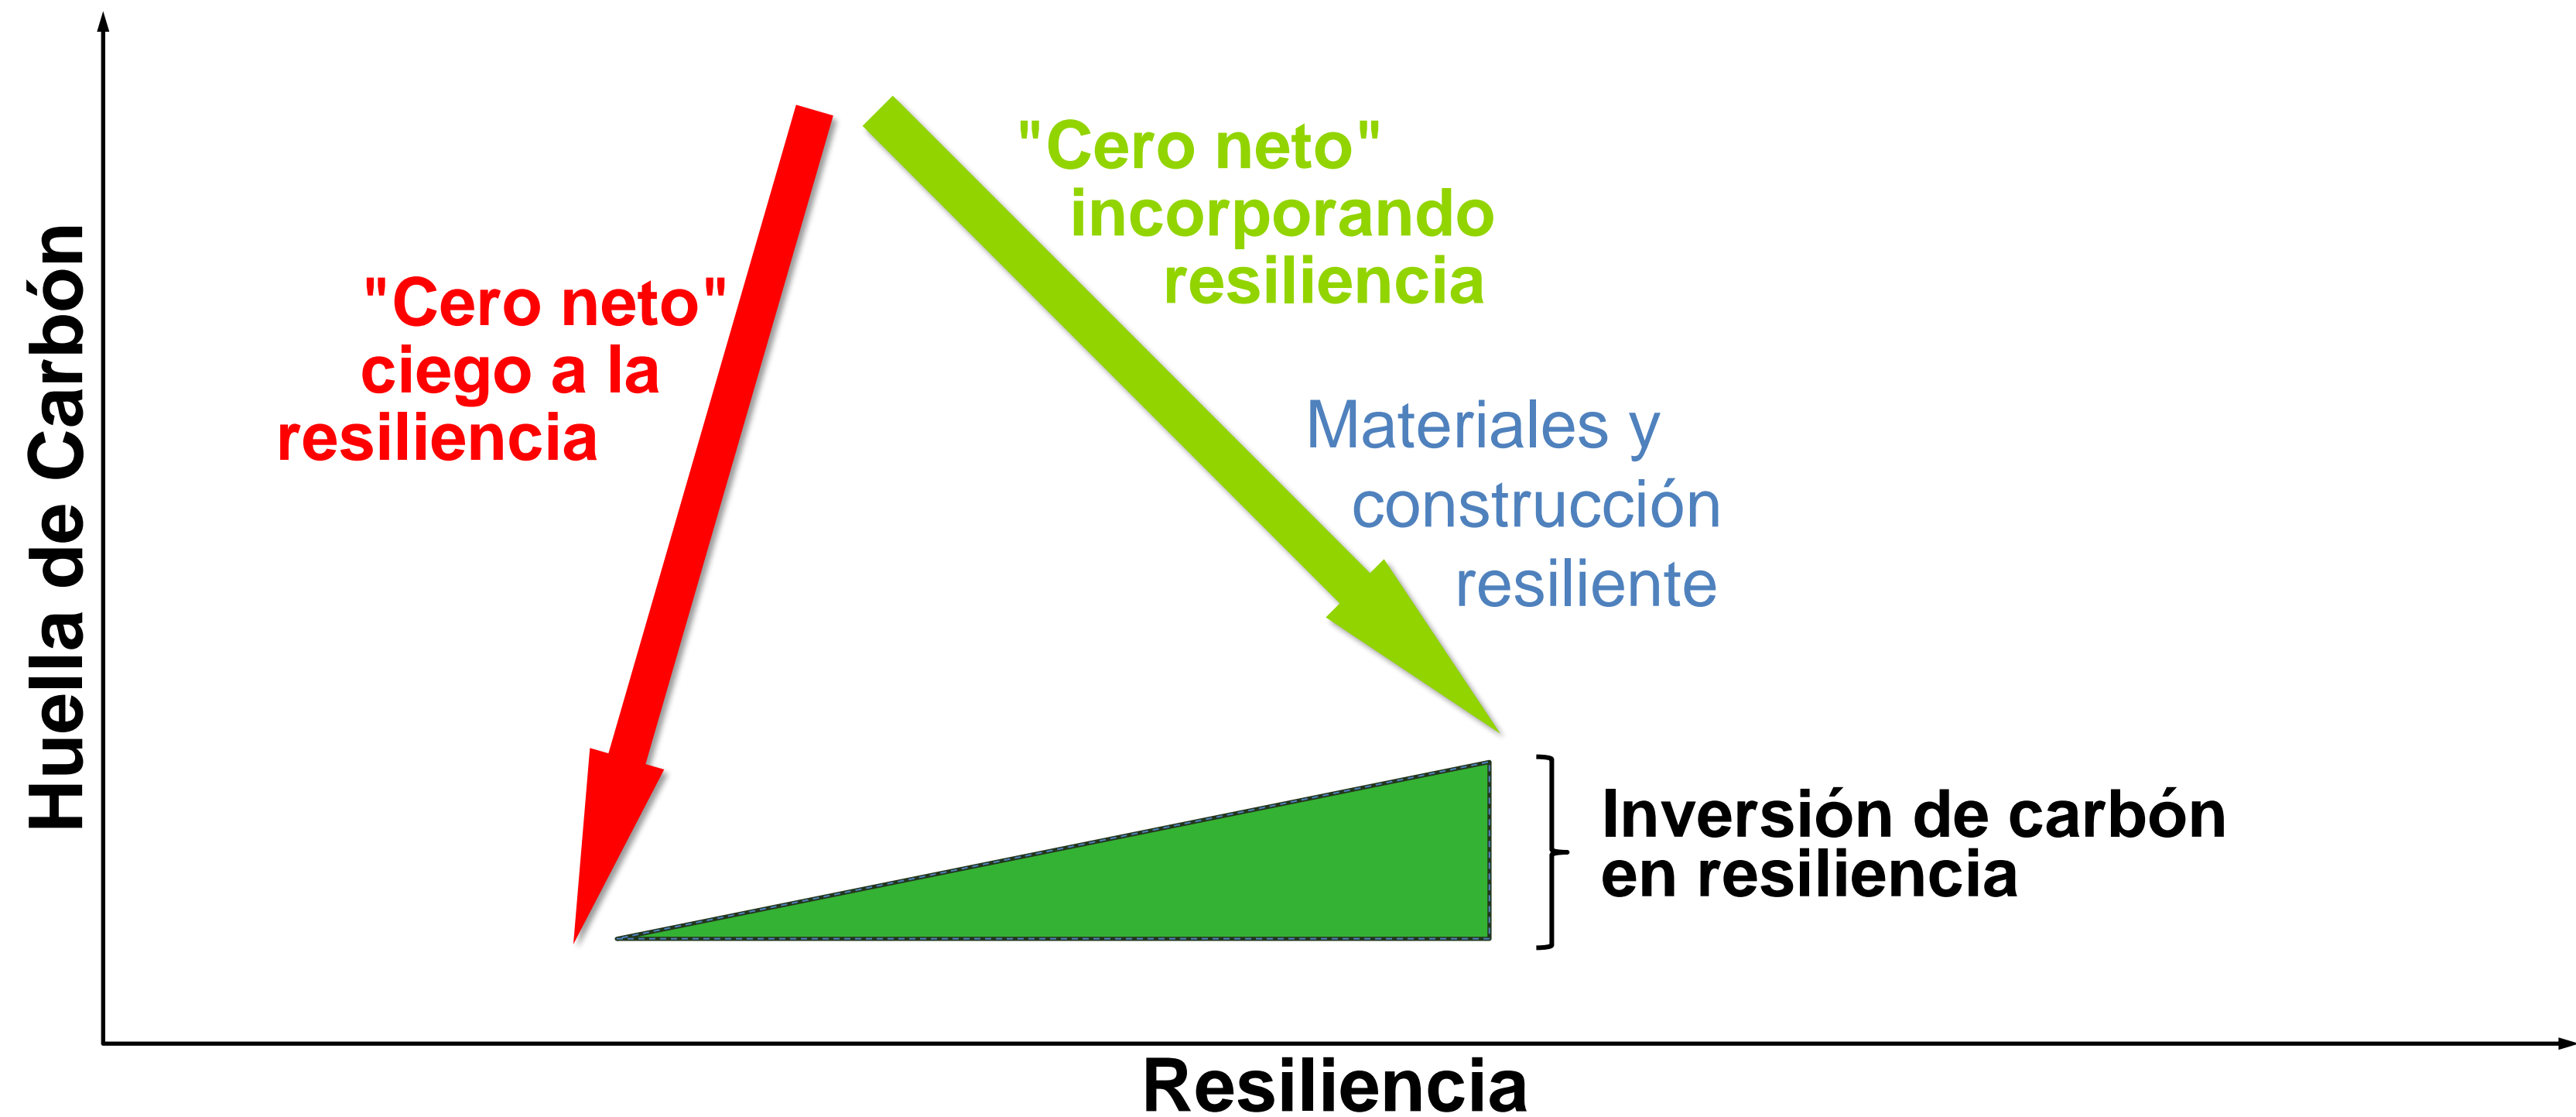 Huella de Carbón
"Cero neto"
ciego a la
resiliencia
"Cero neto"
incorporando
resiliencia
Materiales y
construcción
resiliente
Inversión de carbón
en resiliencia
Resiliencia